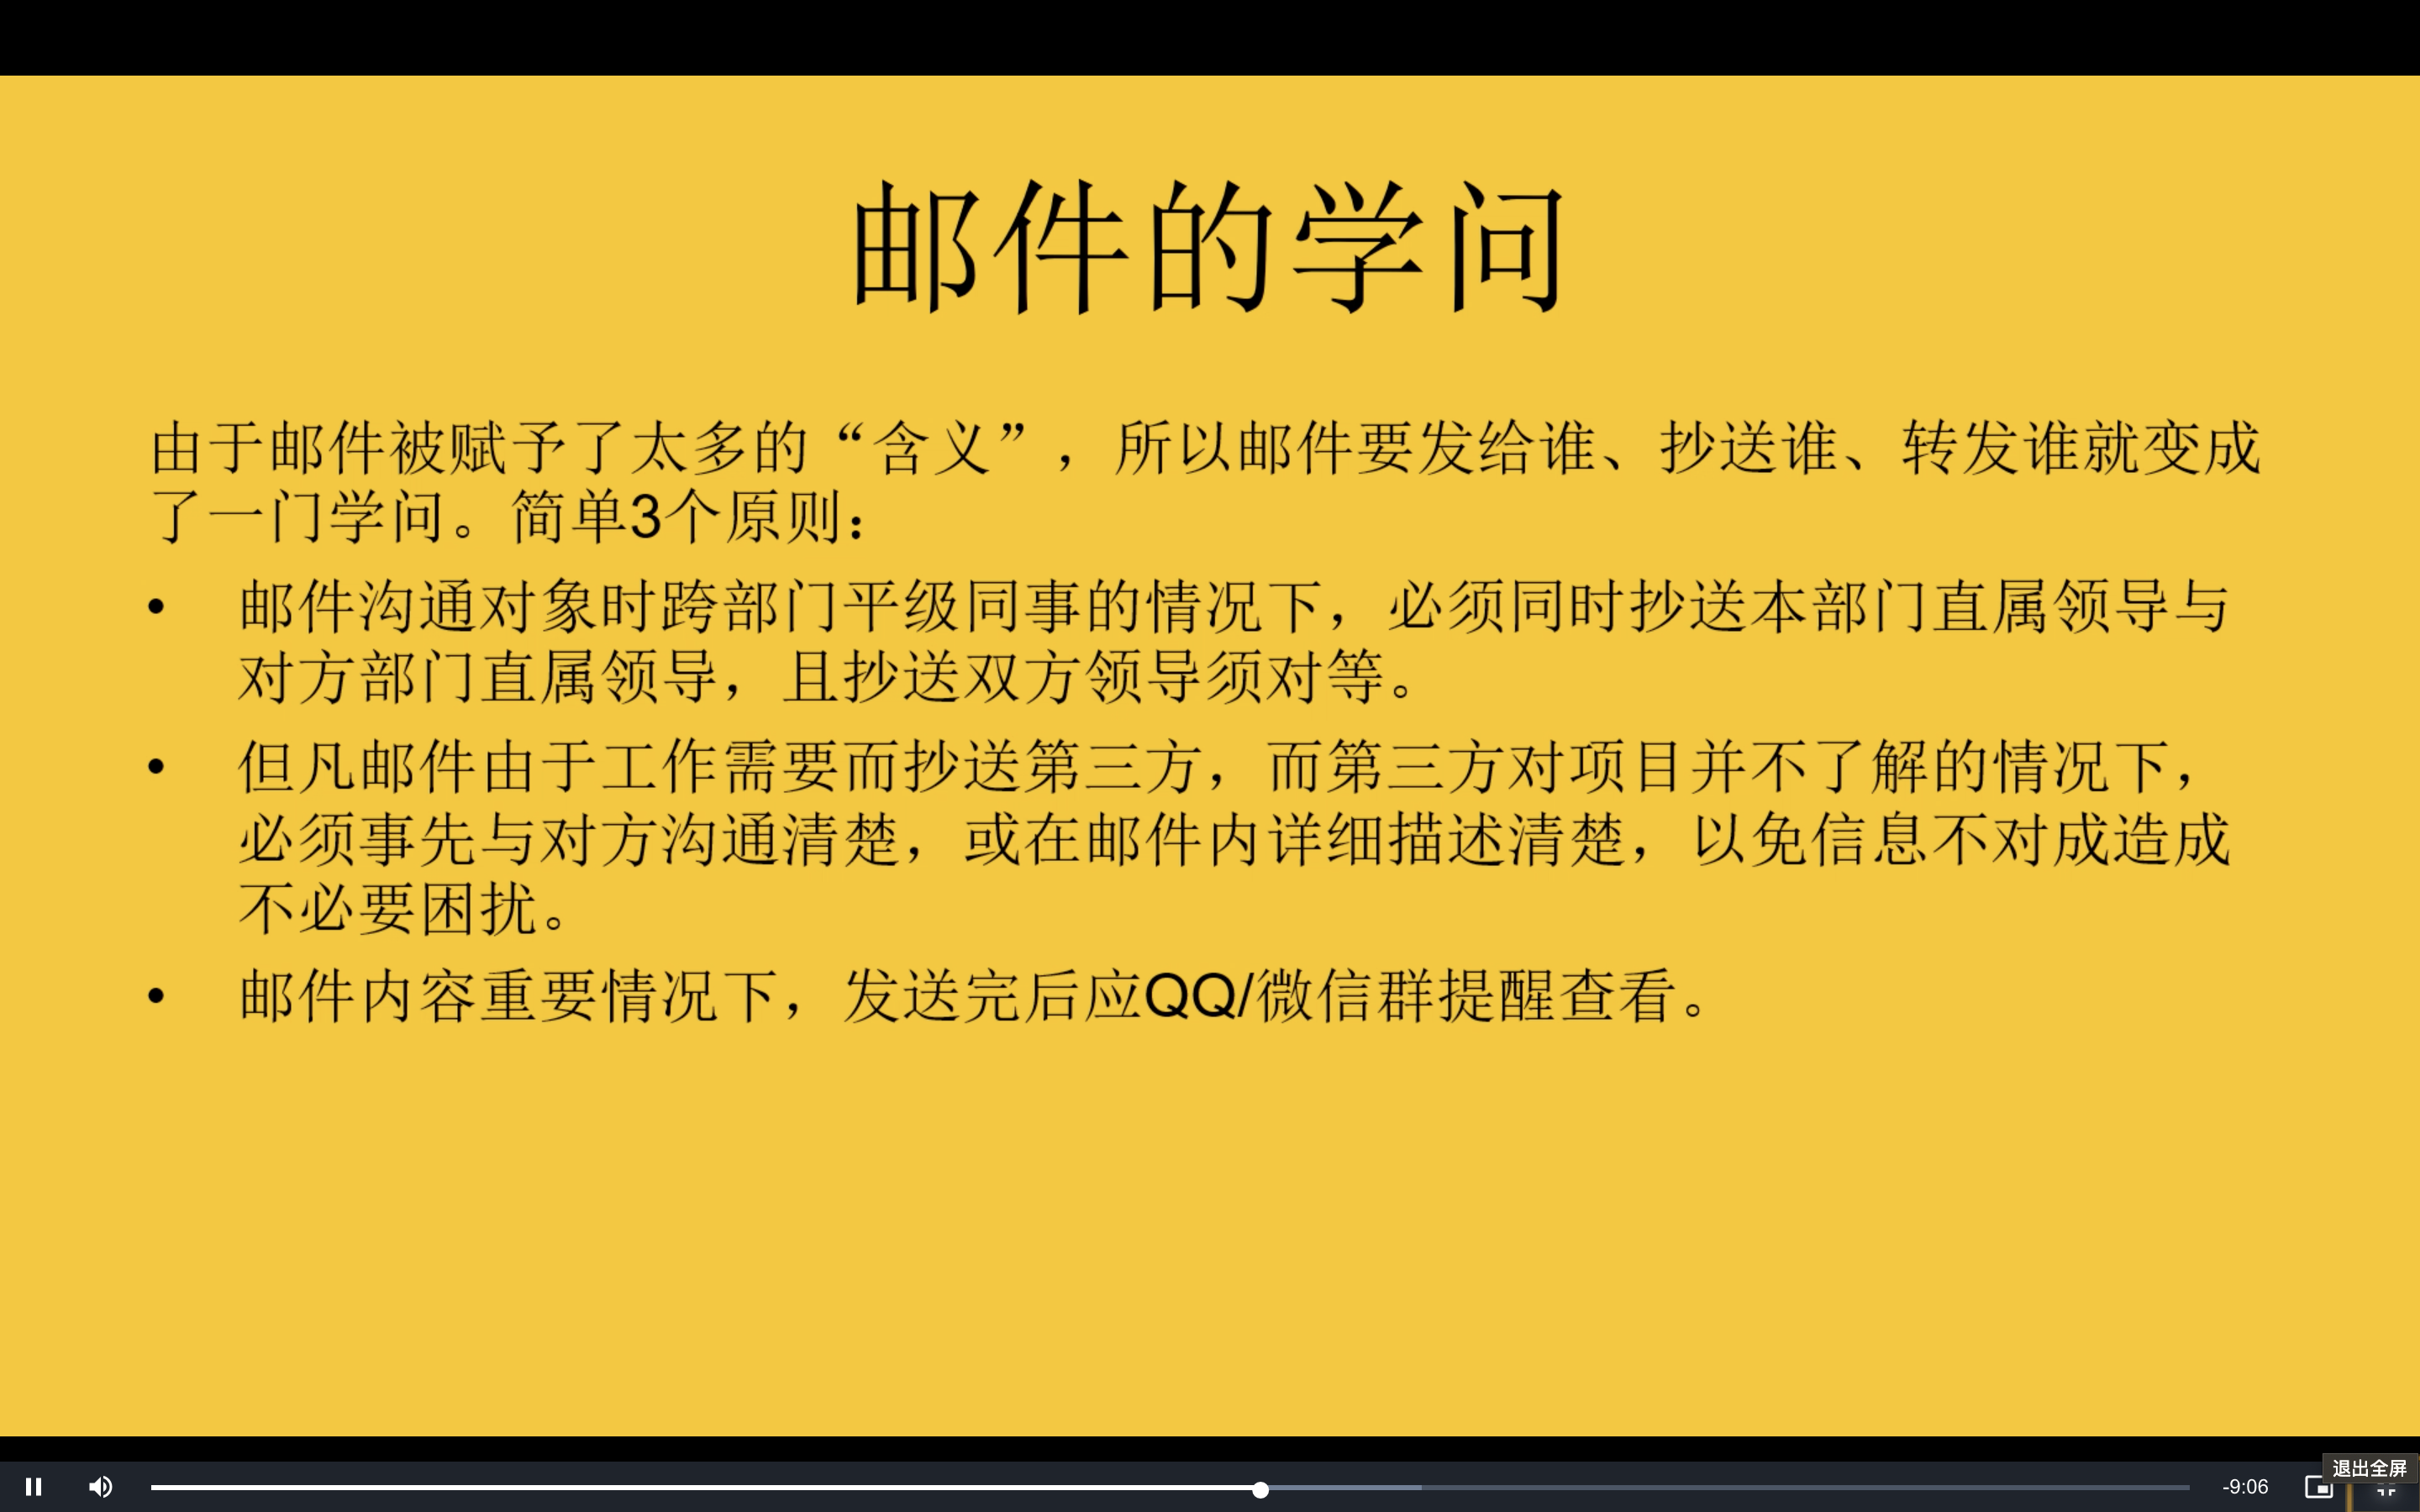 邮件的学问
由于邮件被赋予了太多的“含义”，所以邮件要发给谁、抄送谁、转发谁就变成
了一门学问。简单3个原则：
• 邮件沟通对象时跨部门平级同事的情况下，必须同时抄送本部门直属领导与
对方部门直属领导，且抄送双方领导须对等。
• 但凡邮件由于工作需要而抄送第三方，而第三方对项目并不了解的情况下，
必须事先与对方沟通清楚，或在邮件内详细描述清楚，以免信息不对成造成
不必要困扰。
• 邮件内容重要情况下，发送完后应QQ/微信群提醒查看。
退出全屏
-9:06